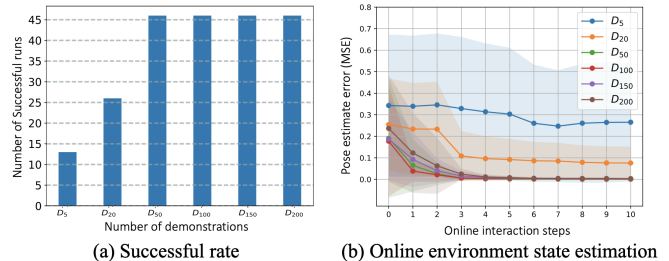 45
40
35
30
25
20
15
10
5
0
Number of Successful runs
D5 D20 D50 D100 D150 D200
Number of demonstrations
(a) Successful rate
0.8
0.7
0.6
0.5
0.4
0.3
0.2
0.1
0.0
Pose estimate error (MSE)
D5
D20
D50
D100
D150
D200
0 1 2 3 4 5 6 7 8 9 10
Online interaction steps
(b) Online environment state estimation